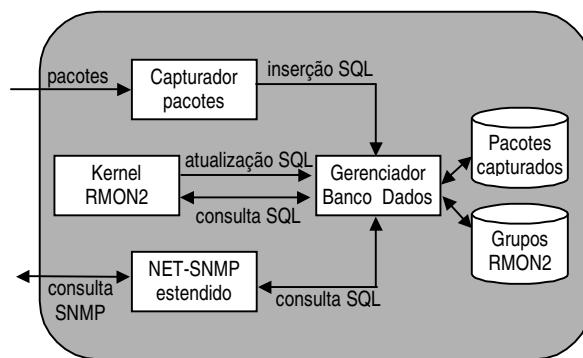 pacotes
Capturador
pacotes
inserção SQL
Pacotes
capturados
Kernel
RMON2
atualização SQL
consulta SQL
Gerenciador
Banco Dados
Grupos
RMON2
NET-SNMP
estendido
consulta
SNMP
consulta SQL